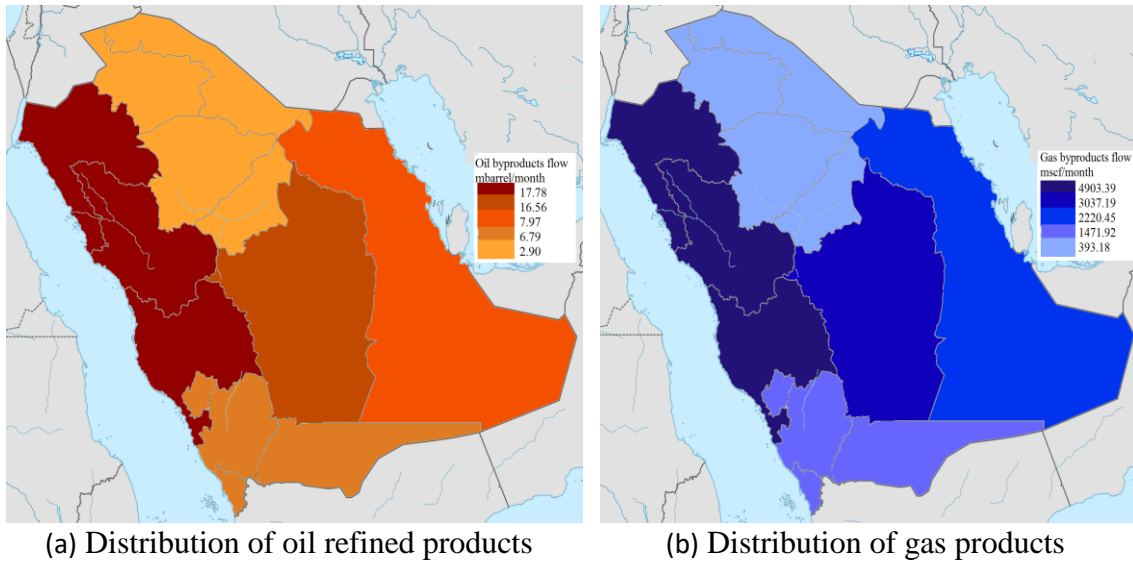 Oil byproducts flow
mbarrel/month
17.78
16.56
7.97
6.79
2.90
Gas byproducts flow
mscf/month
4903.39
3037.19
2220.45
1471.92
393.18
(a) Distribution of oil refined products
(b) Distribution of gas products